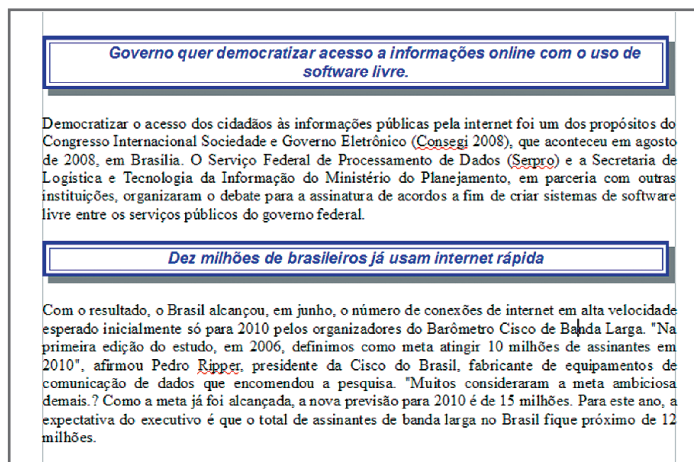 Governo quer democratizar acesso a informações online com o uso de
software livre.
Democratizar o acesso dos cidadãos às informações públicas pela internet foi um dos propósitos do
Congresso Internacional Sociedade e Governo Eletrônico (Consegi 2008), que aconteceu em agosto
de 2008, em Brasília. O Serviço Federal de Processamento de Dados (Serpro) e a Secretaria de
Logística e Tecnologia da Informação do Ministério do Planejamento, em parceria com outras
instituições, organizaram o debate para a assinatura de acordos a fim de criar sistemas de software
livre entre os serviços públicos do governo federal.
Dez milhões de brasileiros já usam internet rápida
Com o resultado, o Brasil alcançou, em junho, o número de conexões de internet em alta velocidade
esperado inicialmente só para 2010 pelos organizadores do Barômetro Cisco de Banda Larga. "Na
primeira edição do estudo, em 2006, definimos como meta atingir 10 milhões de assinantes em
2010", afirmou Pedro Ripper, presidente da Cisco do Brasil, fabricante de equipamentos de
comunicação de dados que encomendou a pesquisa. "Muitos consideraram a meta ambiciosa
demais.? Como a meta já foi alcançada, a nova previsão para 2010 é de 15 milhões. Para este ano, a
expectativa do executivo é que o total de assinantes de banda larga no Brasil fique próximo de 12
milhões.